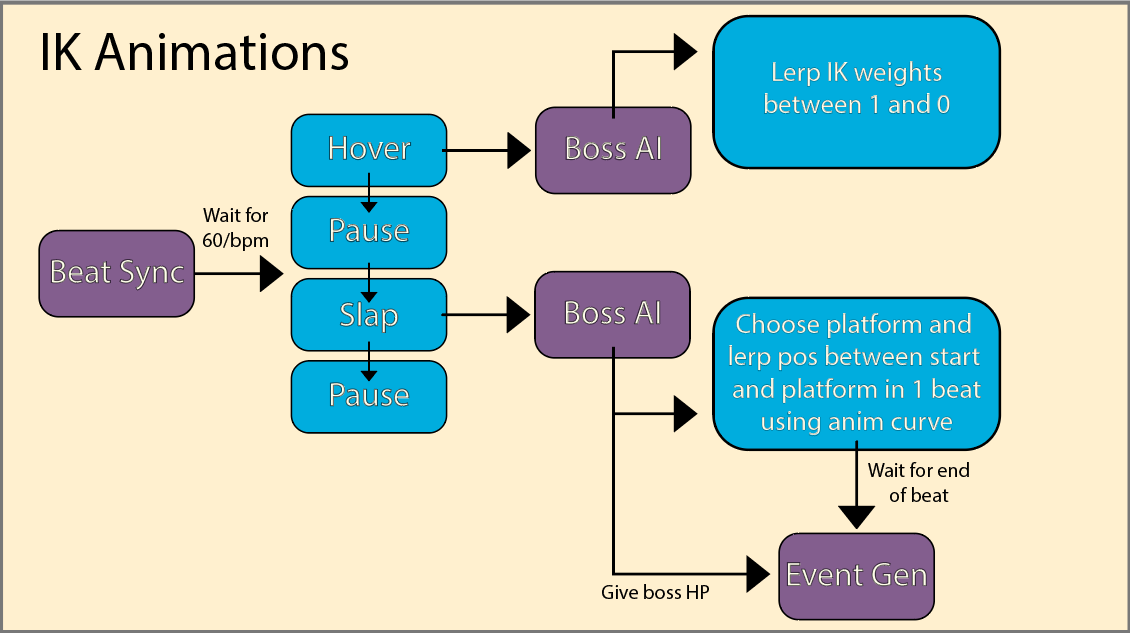 IK Animations
Lerp IK weights
between 1 and 0
Hover
Boss AI
Wait for
60/bpm
Pause
Beat Sync
Slap
Boss AI
Pause
Choose platform and
lerp pos between start
and platform in 1 beat
using anim curve
Wait for end
of beat
Event Gen
Give boss HP